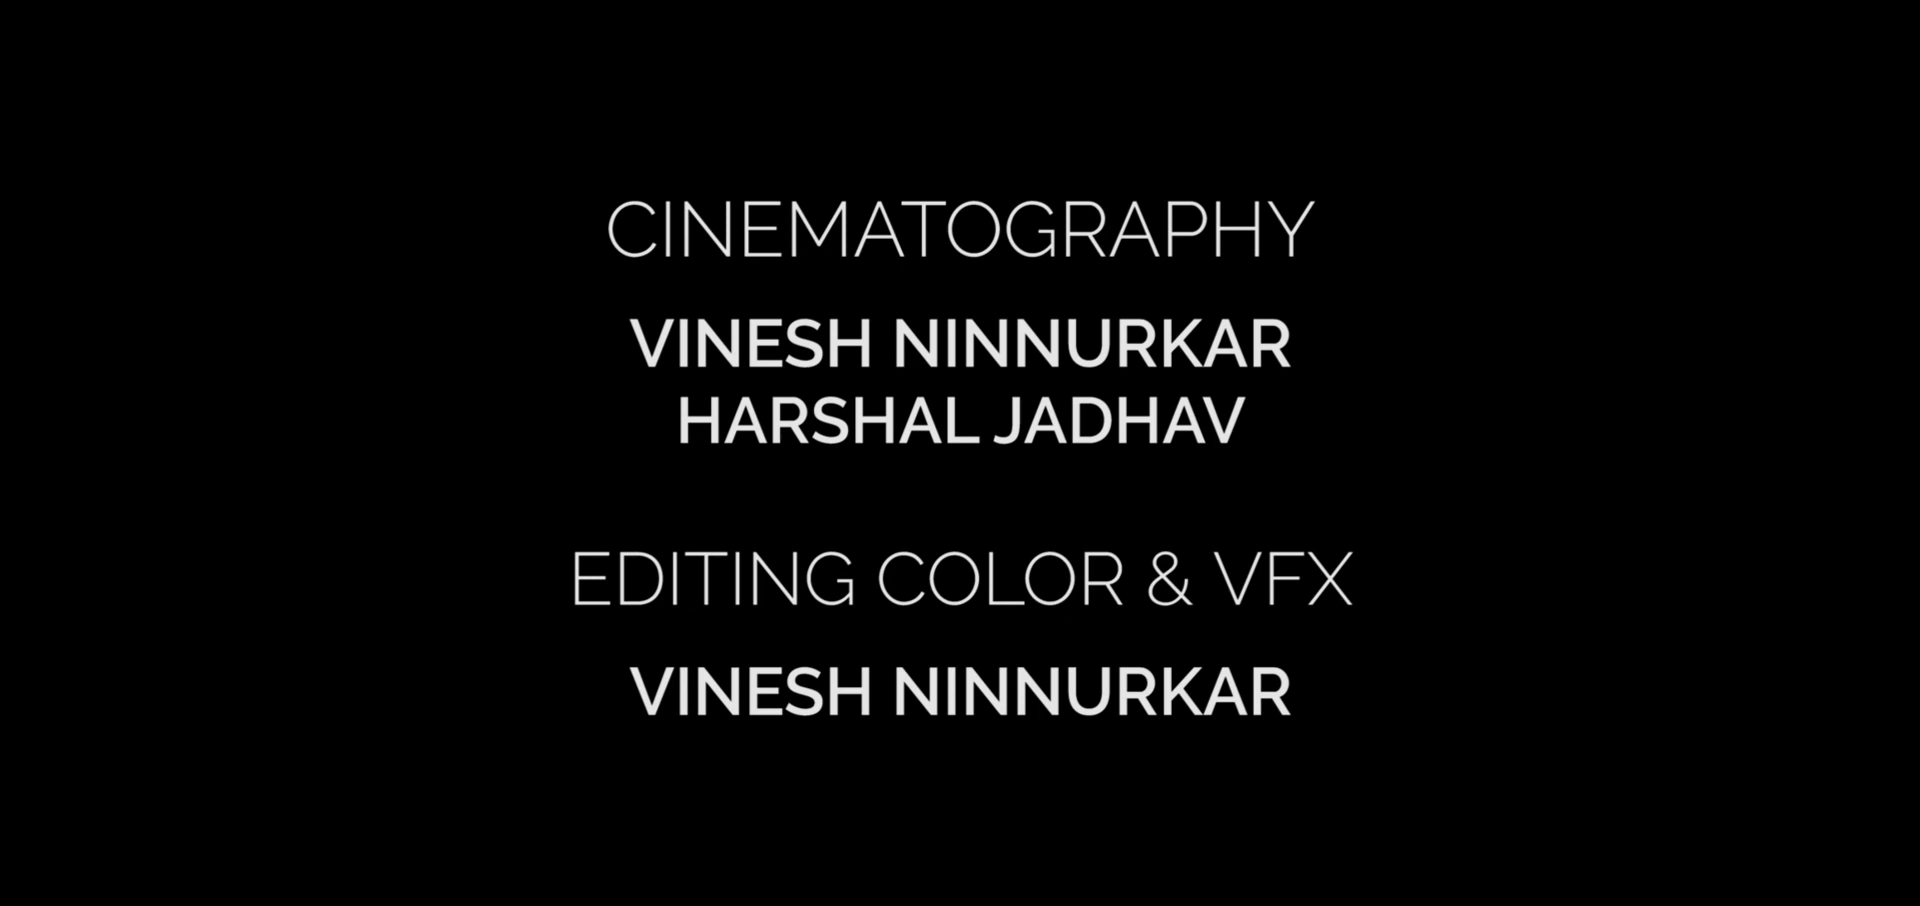 CINEMATOGRAPHY
VINESH NINNURKAR
HARSHAL JADHAV
EDITING COLOR & VFX
VINESH NINNURKAR